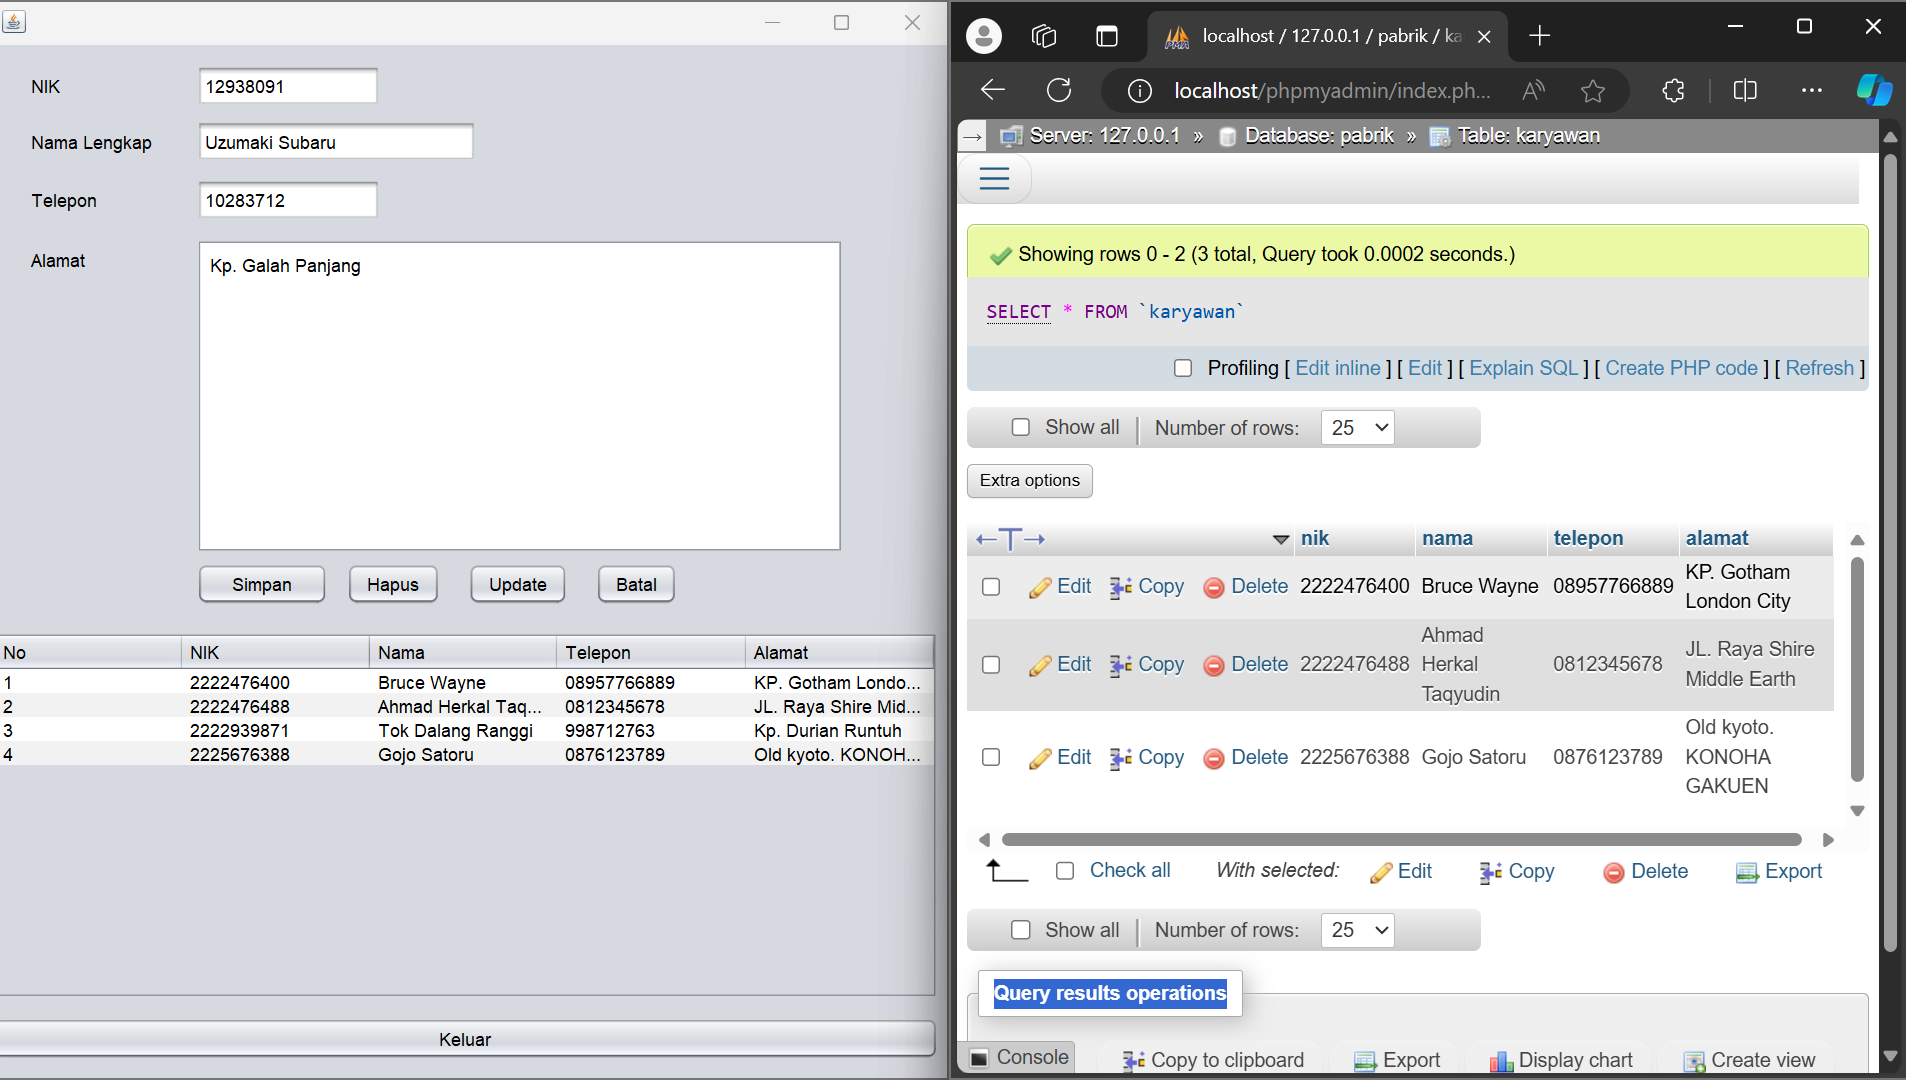 NIK
12938091
Nama Lengkap
Uzumaki Subaru
Telepon
10283712
Alamat
Kp. Galah Panjang
Simpan Hapus Update Batal
No NIK Nama Telepon Alamat
1 2222476400 Bruce Wayne 08957766889 KP. Gotham Londo...
2 2222476488 Ahmad Herkal Taq... 0812345678 JL. Raya Shire Mid...
3 2222939871 Tok Dalang Ranggi 998712763 Kp. Durian Runtuh
4 2225676388 Gojo Satoru 0876123789 Old kyoto. KONOH...
Keluar
localhost / 127.0.0.1 / pabrik / ka
localhost/phpmyadmin/index.ph...
Server: 127.0.0.1 » Database: pabrik » Table: karyawan
Showing rows 0 - 2 (3 total, Query took 0.0002 seconds.)
SELECT * FROM `karyawan`
Profiling [ Edit inline ] [ Edit ] [ Explain SQL ] [ Create PHP code ] [ Refresh ]
Show all | Number of rows: 25
Extra options
←T→ nik nama telepon alamat
Edit Copy Delete 2222476400 Bruce Wayne 08957766889 KP. Gotham
London City
Edit Copy Delete 2222476488 Ahmad
Herkal
Taqyudin 0812345678 JL. Raya Shire
Middle Earth
Edit Copy Delete 2225676388 Gojo Satoru 0876123789 Old kyoto.
KONOHA
GAKUEN
Check all With selected: Edit Copy Delete Export
Show all | Number of rows: 25
Query results operations
Console Copy to clipboard Export Display chart Create view